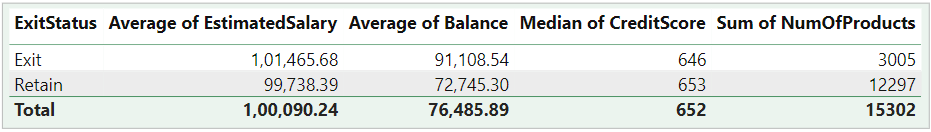 ExitStatus Average of EstimatedSalary Average of Balance Median of CreditScore Sum of NumOfProducts
Exit 1,01,465.68 91,108.54 646 3005
Retain 99,738.39 72,745.30 653 12297
Total 1,00,090.24 76,485.89 652 15302